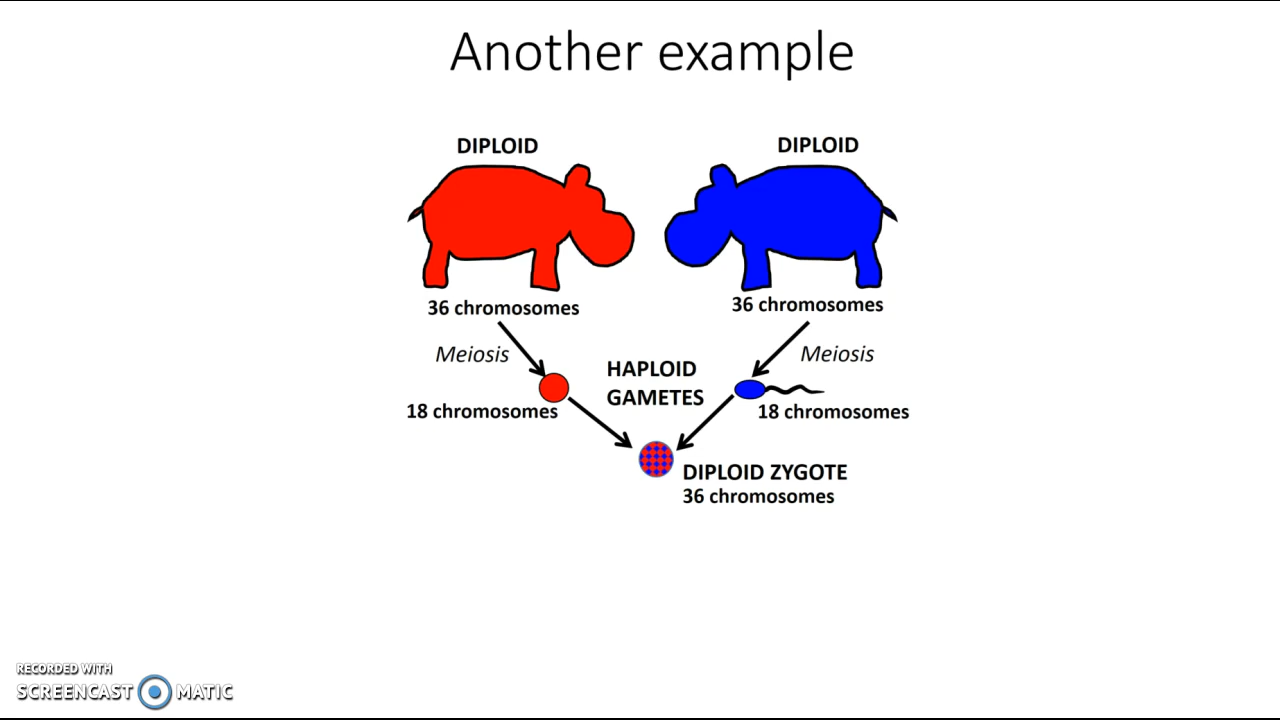 Another example
DIPLOID
DIPLOID
36 chromosomes
36 chromosomes
Meiosis
Meiosis
HAPLOID
GAMETES
18 chromosomes
18 chromosomes
DIPLOID ZYGOTE
36 chromosomes
RECORDED WITH
SCREENCAST MATIC